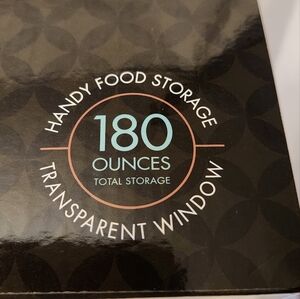 HANDY FOOD STORAGE
180
OUNCES
TOTAL STORAGE
TRANSPARENT WINDOW